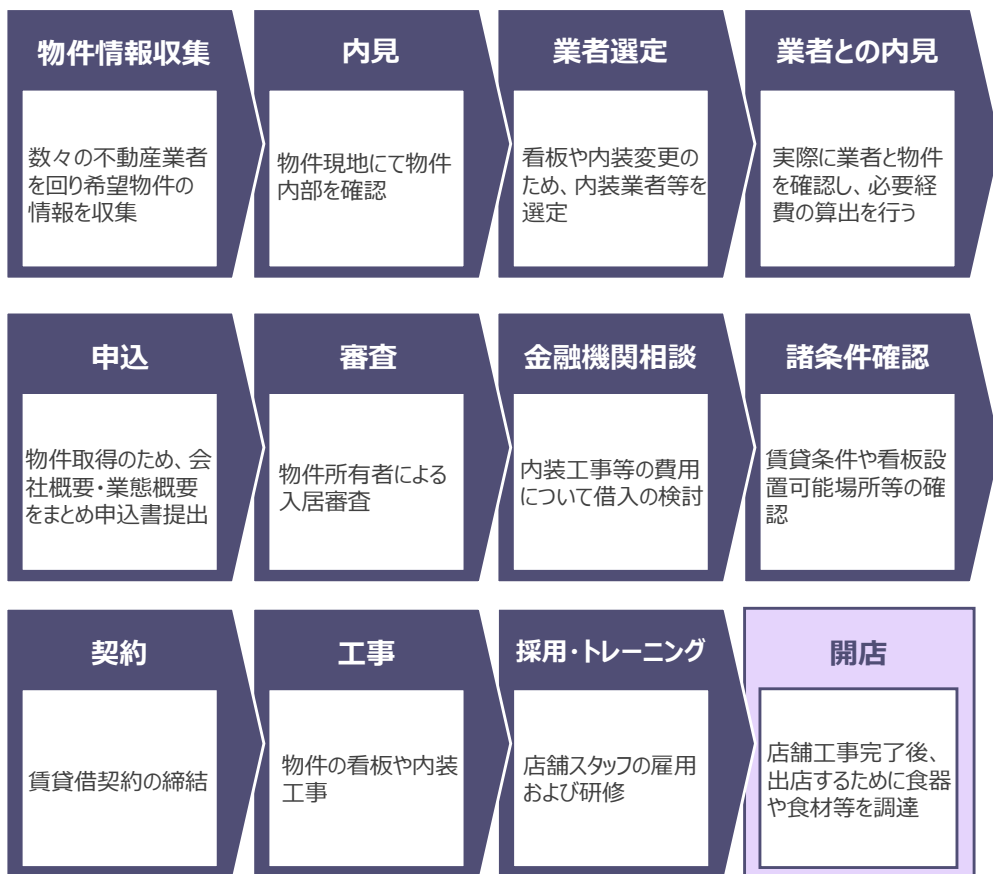 物件情報収集
数々の不動産業者
を回り希望物件の
情報を収集
内見
物件現地にて物件
内部を確認
業者選定
看板や内装変更の
ため、内装業者等を
選定
業者との内見
実際に業者と物件
を確認し、必要経
費の算出を行う
申込
物件取得のため、会
社概要・業態概要
をまとめ申込書提出
審査
物件所有者による
入居審査
金融機関相談
内装工事等の費用
について借入の検討
諸条件確認
賃貸条件や看板設
置可能場所等の確
認
契約
賃貸借契約の締結
工事
物件の看板や内装
工事
採用・トレーニング
店舗スタッフの雇用
および研修
開店
店舗工事完了後、
出店するために食器
や食材等を調達